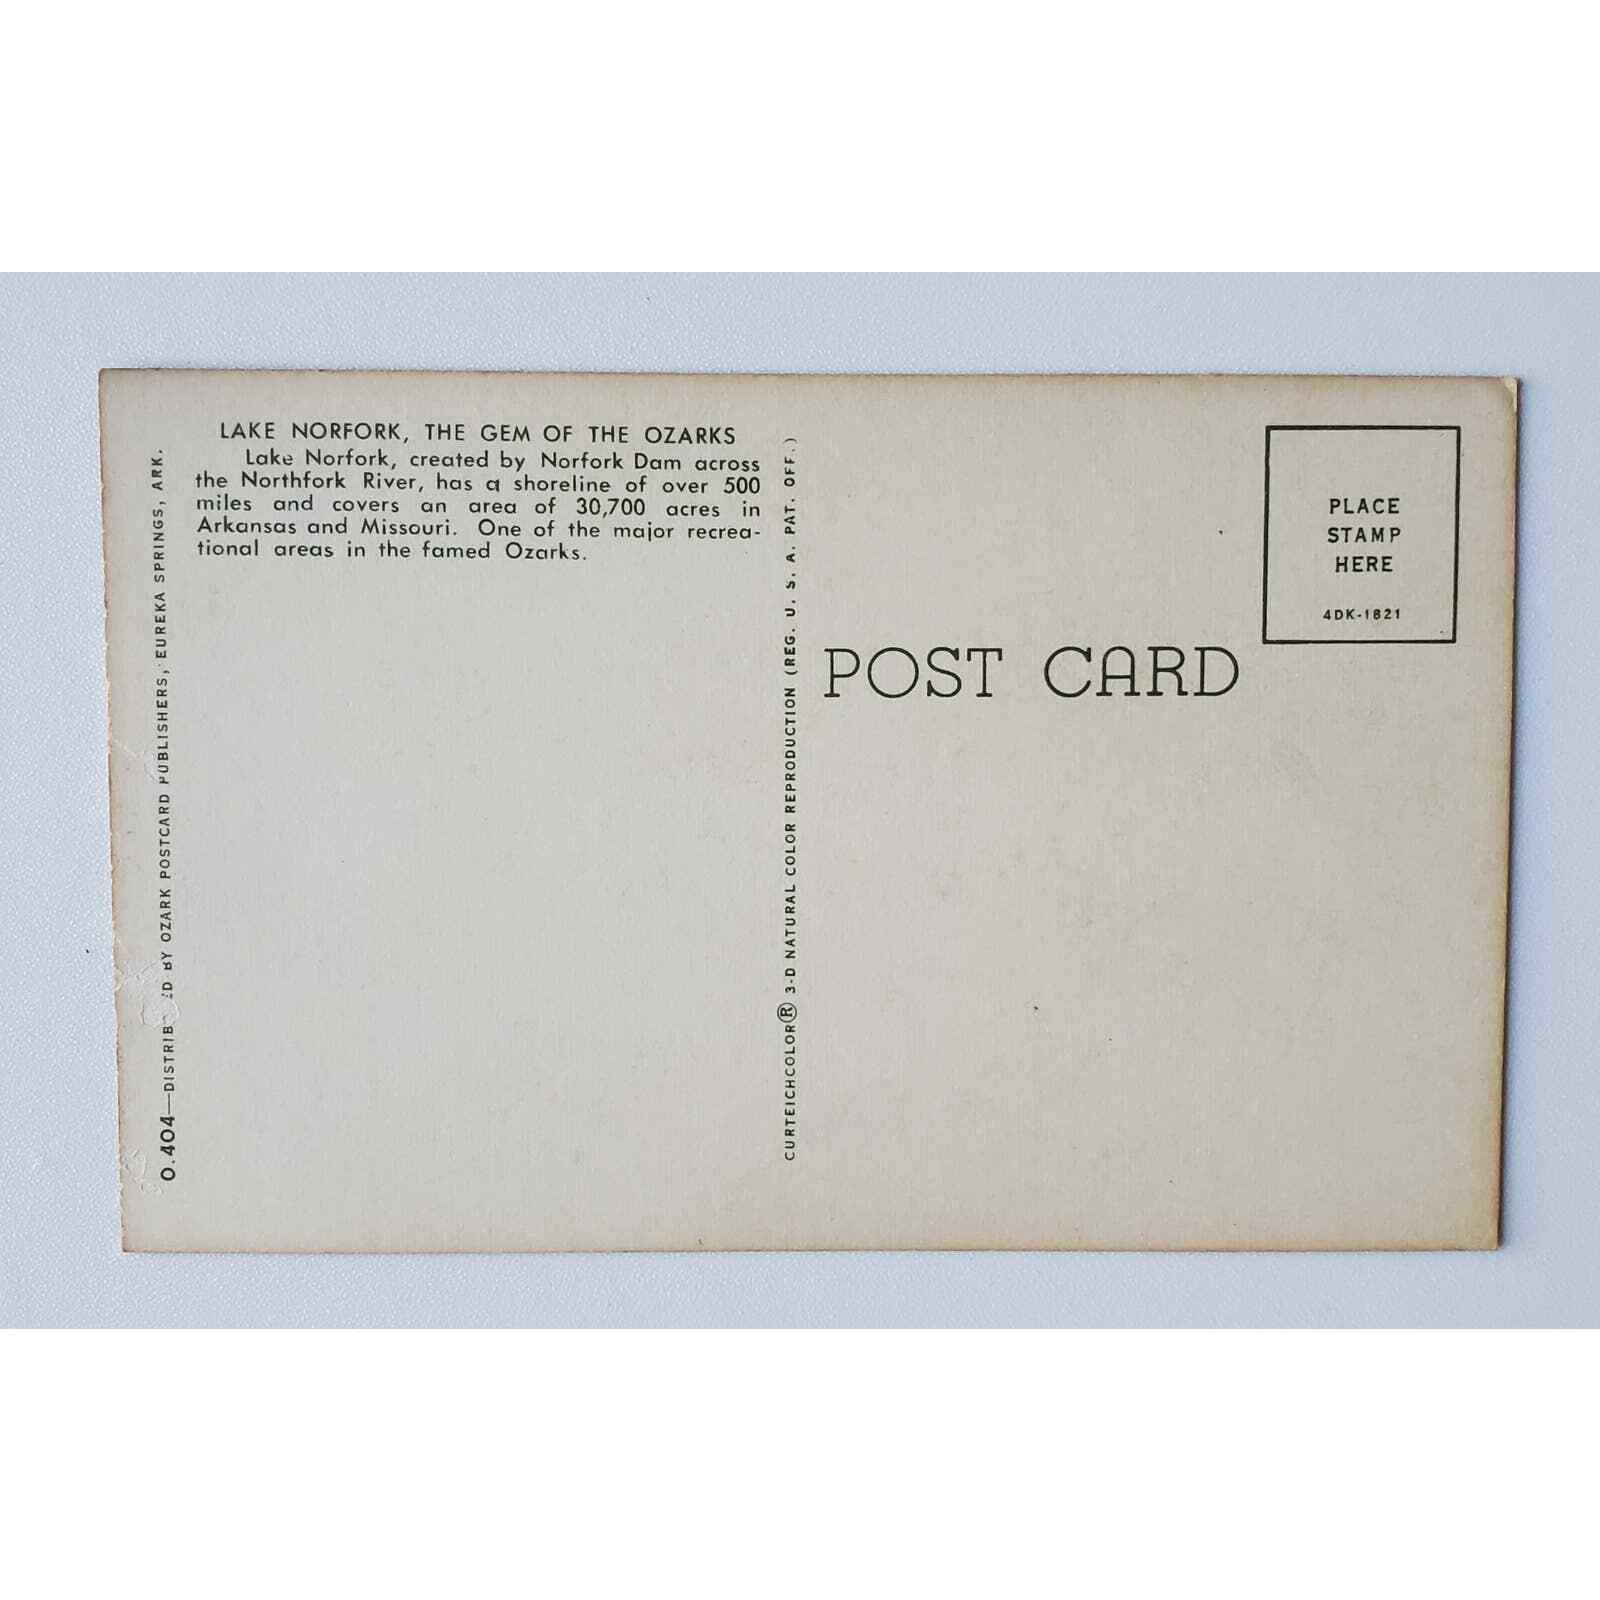 LAKE NORFORK, THE GEM OF THE OZARKS
Lake Norfork, created by Norfork Dam across
the Northfork River, has a shoreline of over 500
miles and covers an area of 30,700 acres in
Arkansas and Missouri. One of the major recrea-
tional areas in the famed Ozarks.
O.404—DISTRIB ED BY OZARK POSTCARD PUBLISHERS, EUREKA SPRINGS, ARK.
CURTEICHCOLOR® 3-D NATURAL COLOR REPRODUCTION (REG. U. S. A. PAT. OFF.)
POST CARD
PLACE
STAMP
HERE
4DK-1821